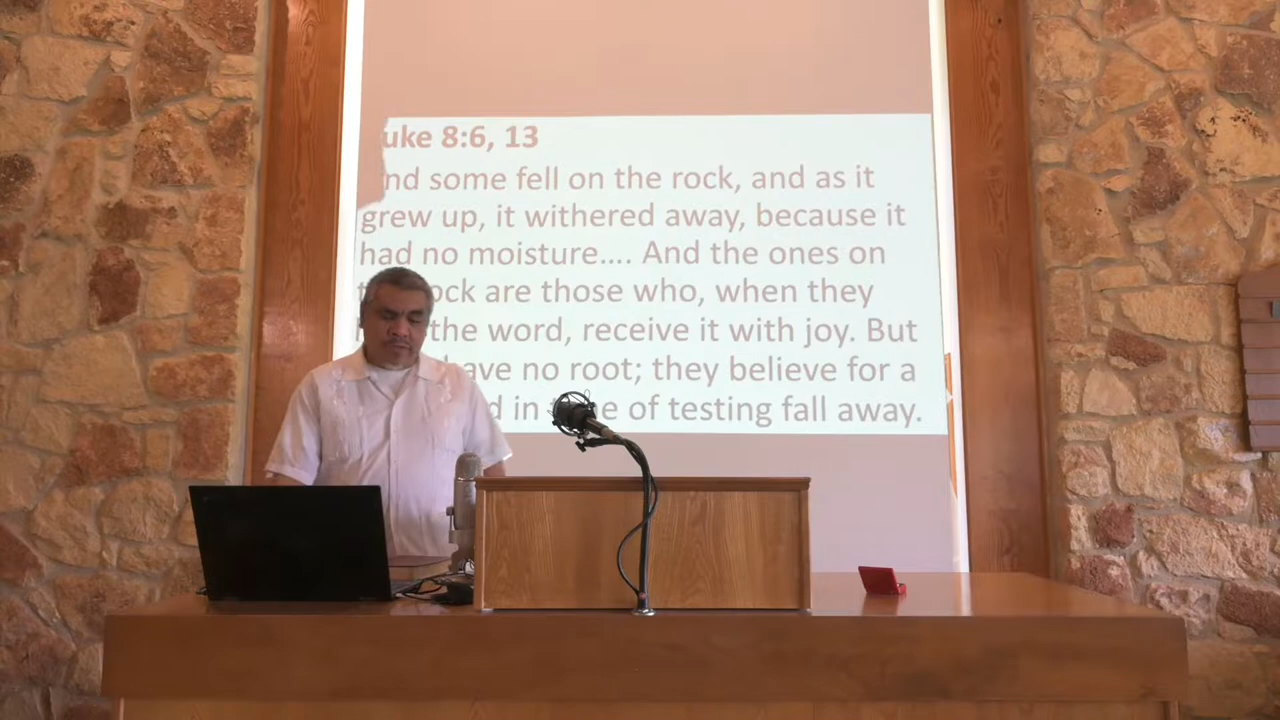 uke 8:6, 13
nd some fell on the rock, and as it
grew up, it withered away, because it
had no moisture.... And the ones on
ock are those who, when they
the word, receive it with joy. But
ave no root; they believe for a
d in of testing fall away.